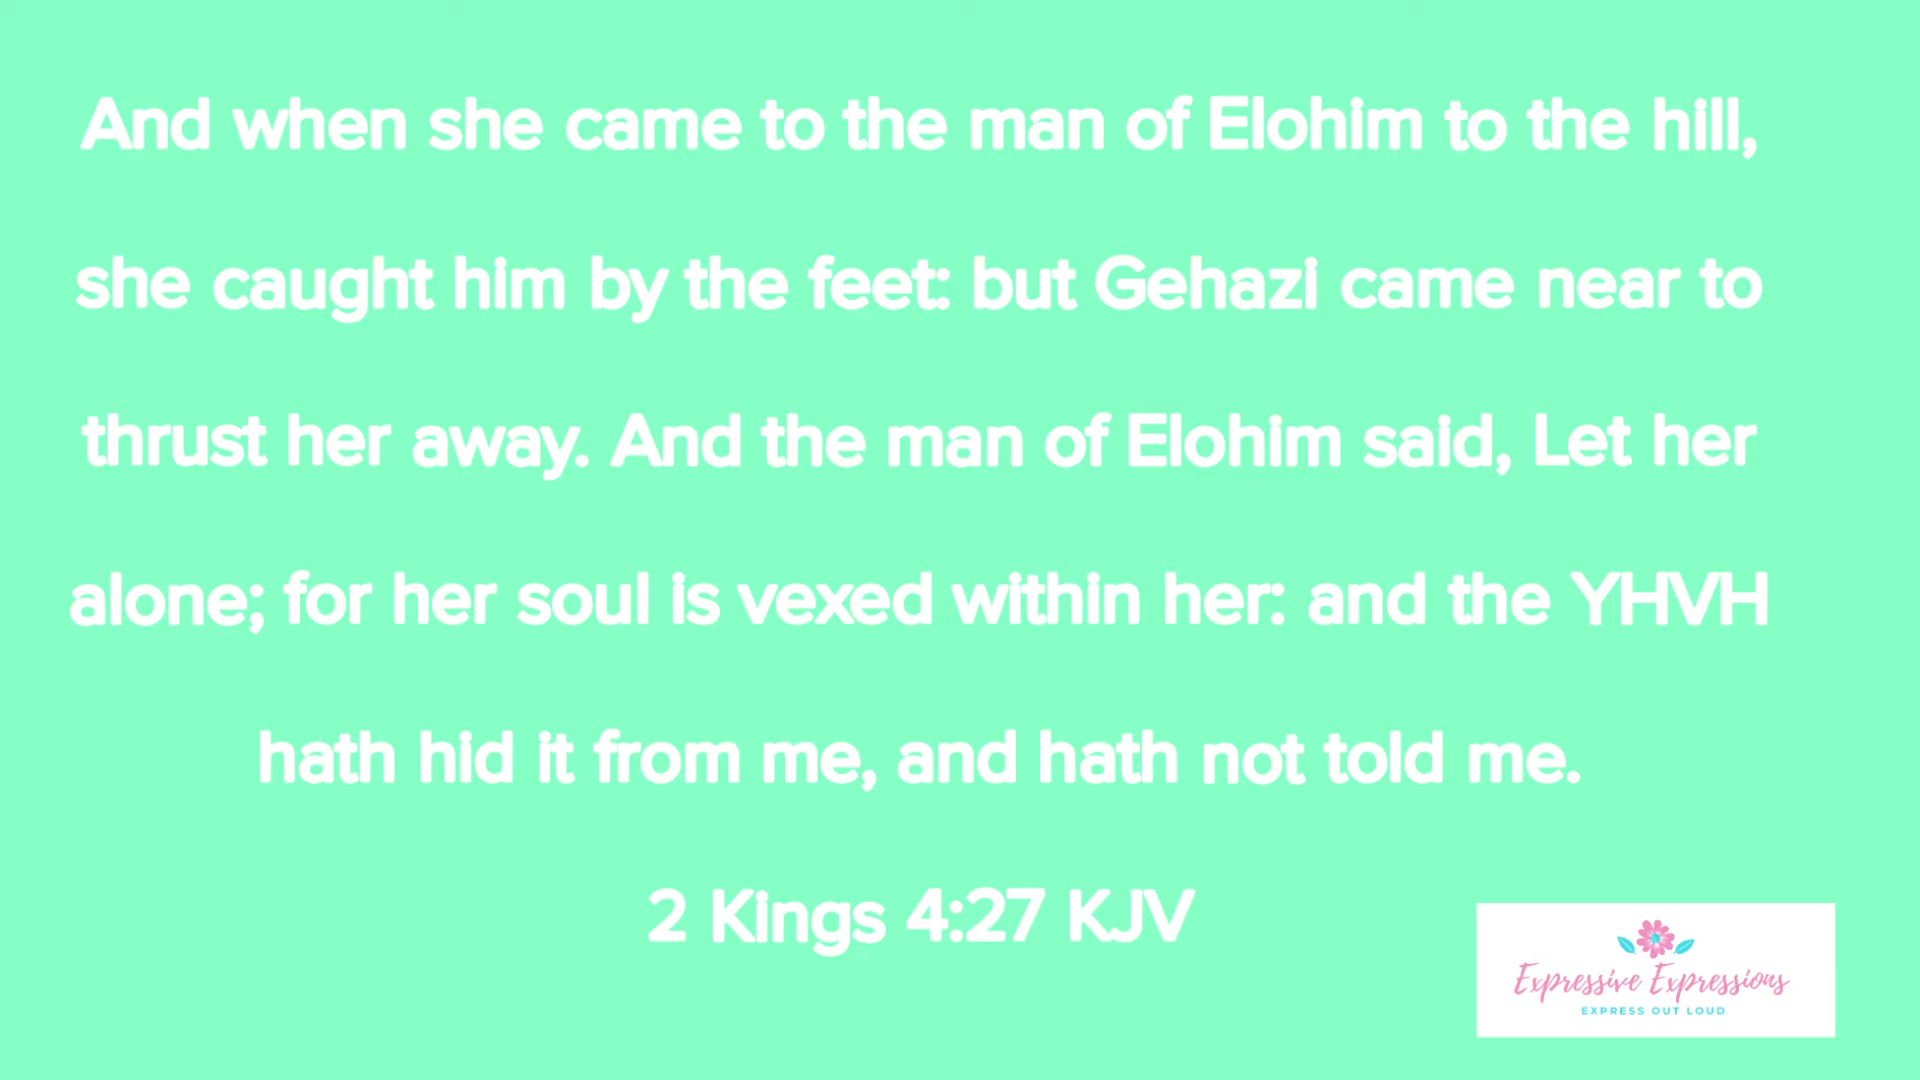 And when she came to the man of Elohim to the hill,
she caught him by the feet: but Gehazi came near to
thrust her away. And the man of Elohim said, Let her
alone; for her soul is vexed within her: and the YHVH
hath hid it from me, and hath not told me.
2 Kings 4:27 KJV
Expressive Expressions
EXPRESS OUT LOUD